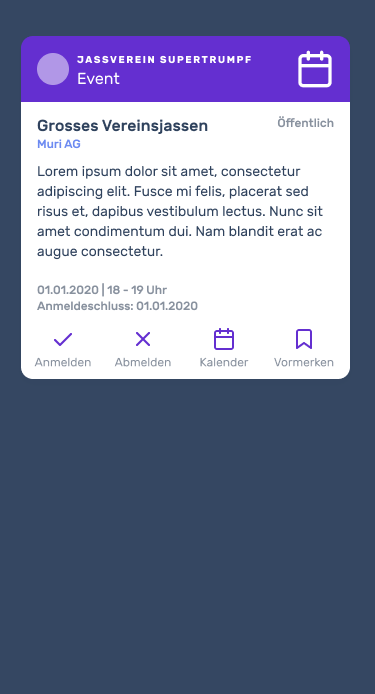 JASSVEREIN SUPERTRUMPF
Event
Grosses Vereinsjassen
Öffentlich
Muri AG
Lorem ipsum dolor sit amet, consectetur
adipiscing elit. Fusce mi felis, placerat sed
risus et, dapibus vestibulum lectus. Nunc sit
amet condimentum dui. Nam blandit erat ac
augue consectetur.
01.01.2020 | 18 - 19 Uhr
Anmeldeschluss: 01.01.2020
Anmelden
Abmelden
Kalender
Vormerken